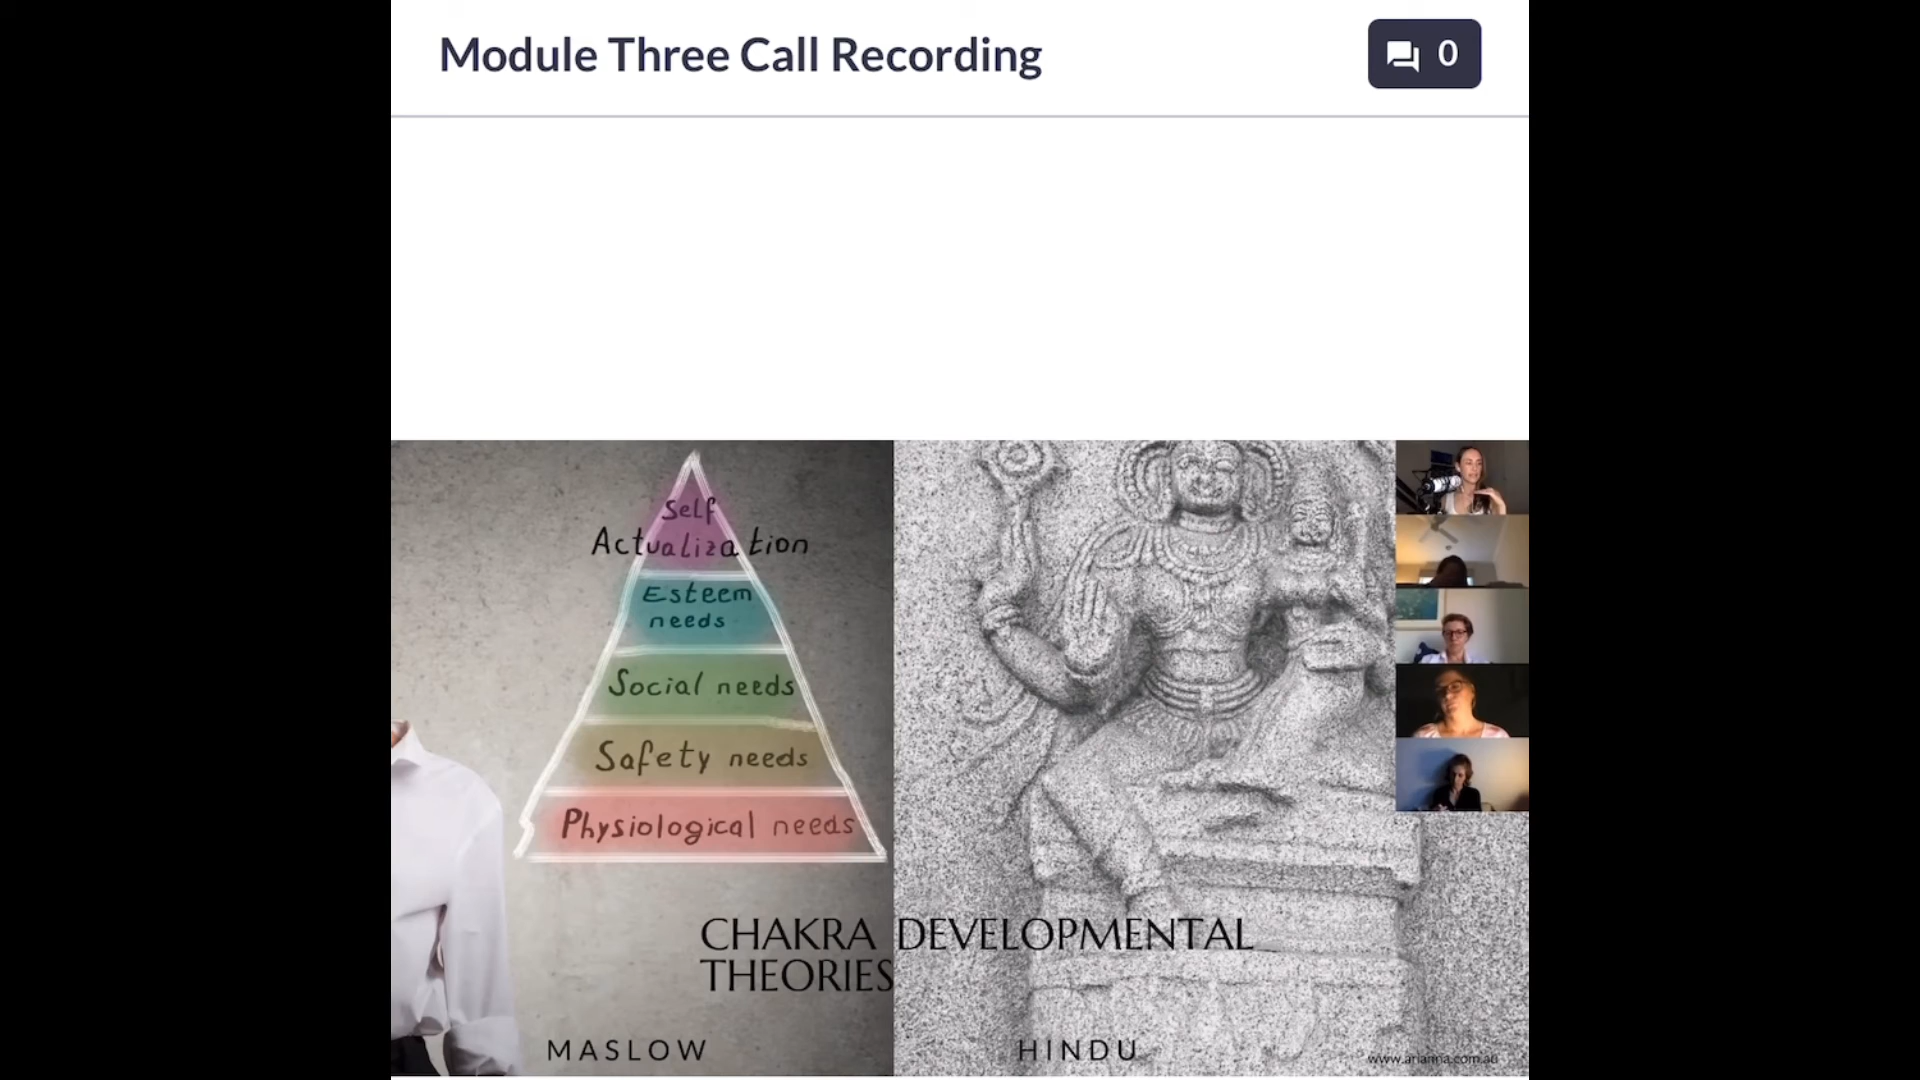 Module Three Call Recording
0
Self
Actualization
Esteem
needs
Social needs
Safety needs
Physiological needs
CHAKRA DEVELOPMENTAL
THEORIES
MASLOW
HINDU
www.arianna.com.au